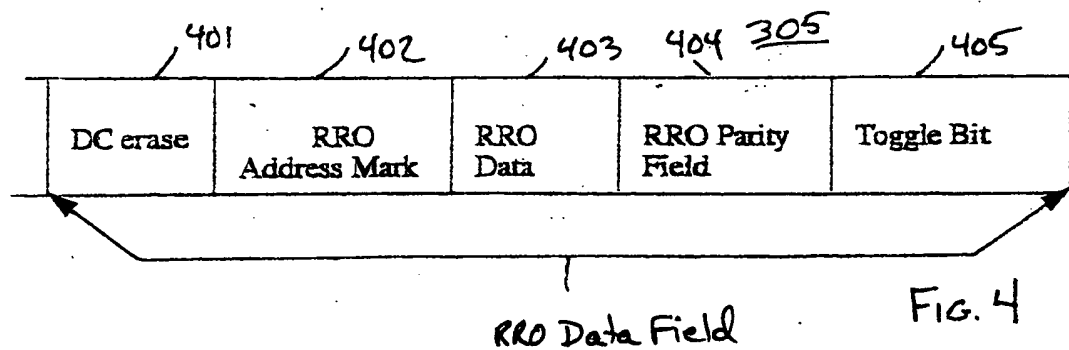 401 402 403 404 305 405
DC erase
RRO
Address Mark
RRO
Data
RRO Parity
Field
Toggle Bit
RRO Data Field
FIG. 4